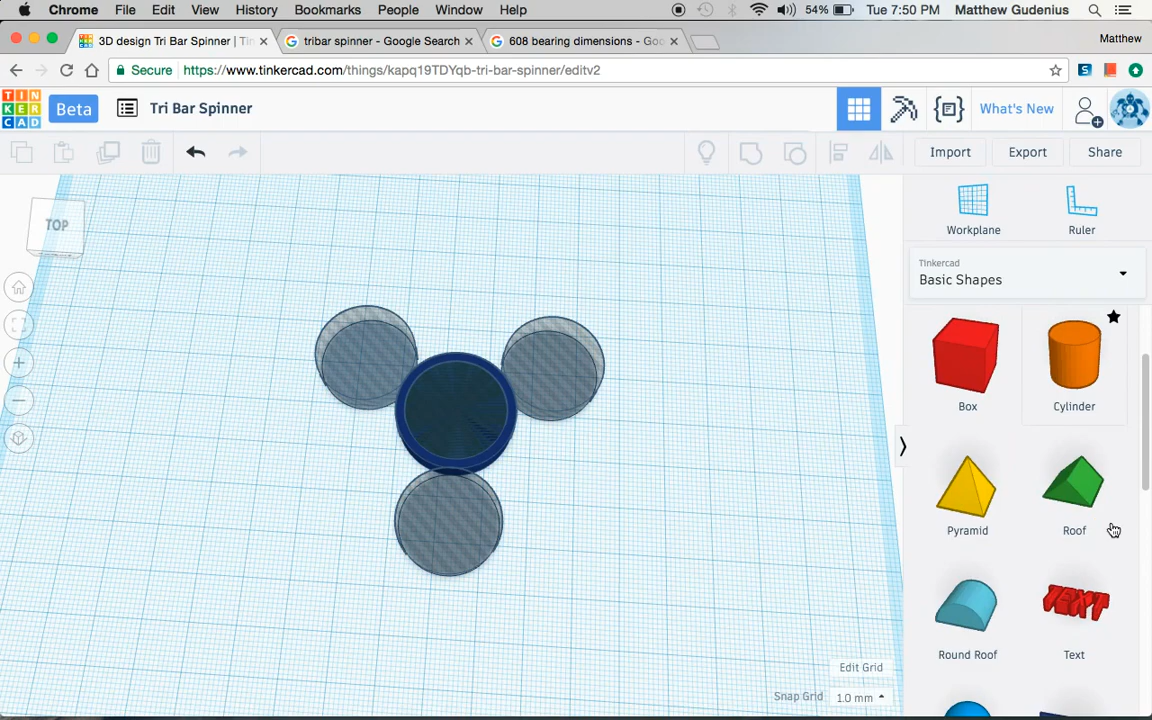 Chrome File Edit View History Bookmarks People Window Help 54% Tue 7:50 PM Matthew Gudenius
3D design Tri Bar Spinner | Tin tribar spinner - Google Search 608 bearing dimensions - Goo Matthew
Secure https://www.tinkercad.com/things/kapq19TDYqb-tri-bar-spinner/editv2
TIN
KER
CAD
Beta Tri Bar Spinner What's New
Import Export Share
TOP
Workplane Ruler
Tinkercad
Basic Shapes
Box Cylinder
Pyramid Roof
TEXT
Round Roof Text
Edit Grid
Snap Grid 1.0 mm